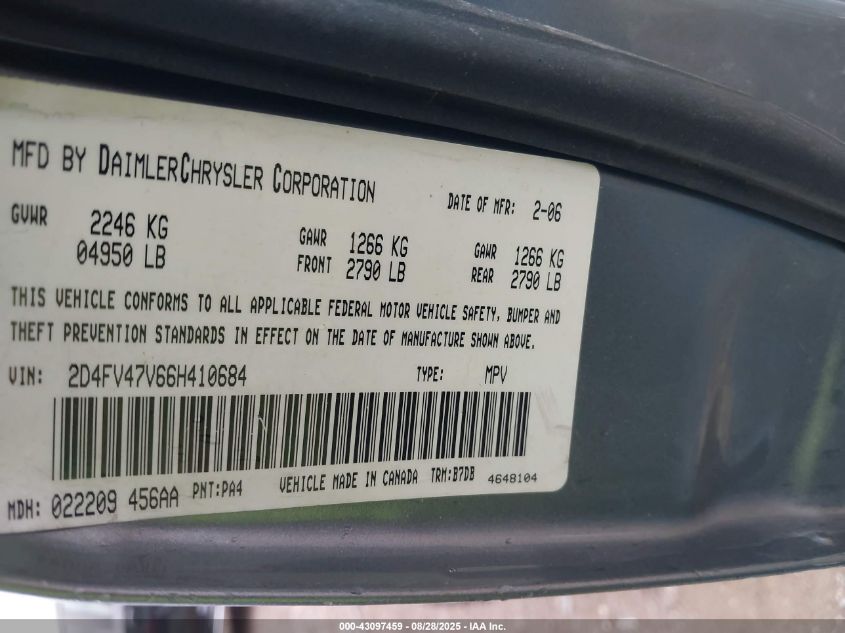 MFD BY DAIMLERCHRYSLER CORPORATION
DATE OF MFR: 2-06
GVWR 2246 KG
04950 LB
GAWR FRONT 1266 KG
2790 LB
GAWR REAR 1266 KG
2790 LB
THIS VEHICLE CONFORMS TO ALL APPLICABLE FEDERAL MOTOR VEHICLE SAFETY, BUMPER AND
THEFT PREVENTION STANDARDS IN EFFECT ON THE DATE OF MANUFACTURE SHOWN ABOVE.
VIN: 2D4FV47V66H410684 TYPE: MPV
MDH: 022209 456AA PNT:PA4 VEHICLE MADE IN CANADA TRM:B7DB 4648104
000-43097459 - 08/28/2025 - IAA Inc.